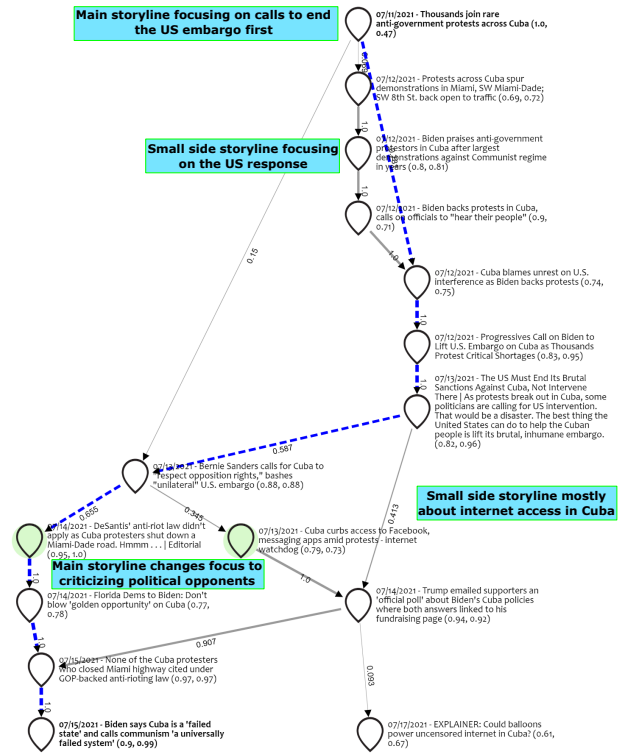 Main storyline focusing on calls to end
the US embargo first
07/11/2021 - Thousands join rare
anti-government protests across Cuba (1.0,
0.47)
07/12/2021 - Protests across Cuba spur
demonstrations in Miami, SW Miami-Dade;
SW 8th St. back open to traffic (0.69, 0.72)
1.0
Small side storyline focusing
on the US response
07/12/2021 - Biden praises anti-government
protestors in Cuba after largest
demonstrations against Communist regime
in years (0.8, 0.81)
1.0
07/12/2021 - Biden backs protests in Cuba,
calls on officials to "hear their people" (0.9,
0.71)
0.15
1.0
07/12/2021 - Cuba blames unrest on U.S.
interference as Biden backs protests (0.74,
0.75)
1.0
07/12/2021 - Progressives Call on Biden to
Lift U.S. Embargo on Cuba as Thousands
Protest Critical Shortages (0.83, 0.95)
1.0
07/13/2021 - The US Must End Its Brutal
Sanctions Against Cuba, Not Intervene
There | As protests break out in Cuba, some
politicians are calling for US intervention.
That would be a disaster. The best thing the
United States can do to help the Cuban
people is lift its brutal, inhumane embargo.
(0.82, 0.96)
0.587
07/13/2021 - Bernie Sanders calls for Cuba to
"respect opposition rights," bashes
"unilateral" U.S. embargo (0.88, 0.88)
0.413
Small side storyline mostly
about internet access in Cuba
0.655
0.345
07/14/2021 - DeSantis' anti-riot law didn't
apply as Cuba protesters shut down a
Miami-Dade road. Hmmm . . . | Editorial
(0.95, 1.0)
07/13/2021 - Cuba curbs access to Facebook,
messaging apps amid protests - internet
watchdog (0.79, 0.73)
Main storyline changes focus to
criticizing political opponents
1.0
1.0
07/14/2021 - Florida Dems to Biden: Don't
blow 'golden opportunity' on Cuba (0.77,
0.78)
07/14/2021 - Trump emailed supporters an
'official poll' about Biden's Cuba policies
where both answers linked to his
fundraising page (0.94, 0.92)
1.0
0.907
07/15/2021 - None of the Cuba protesters
who closed Miami highway cited under
GOP-backed anti-rioting law (0.97, 0.97)
0.093
1.0
07/15/2021 - Biden says Cuba is a 'failed
state' and calls communism 'a universally
failed system' (0.9, 0.99)
07/17/2021 - EXPLAINER: Could balloons
power uncensored internet in Cuba? (0.61,
0.67)